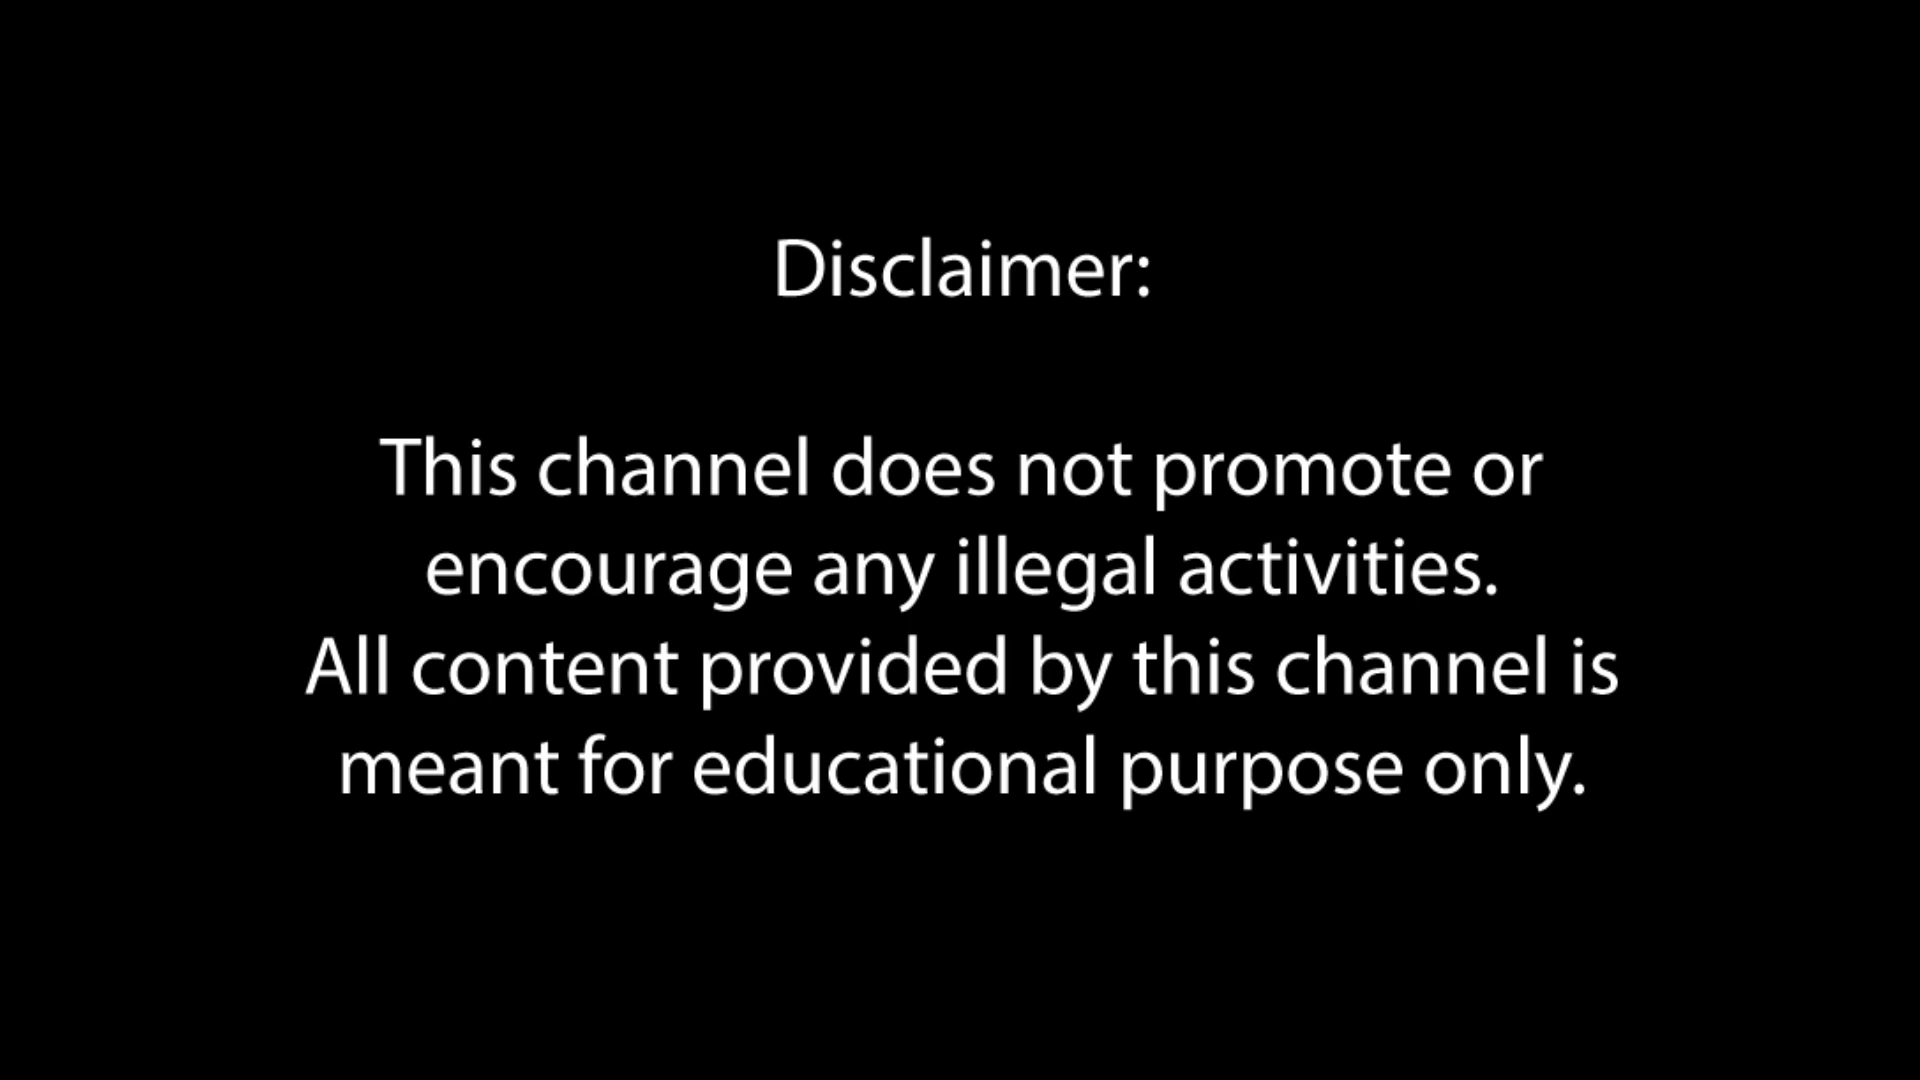 Disclaimer:
This channel does not promote or
encourage any illegal activities.
All content provided by this channel is
meant for educational purpose only.